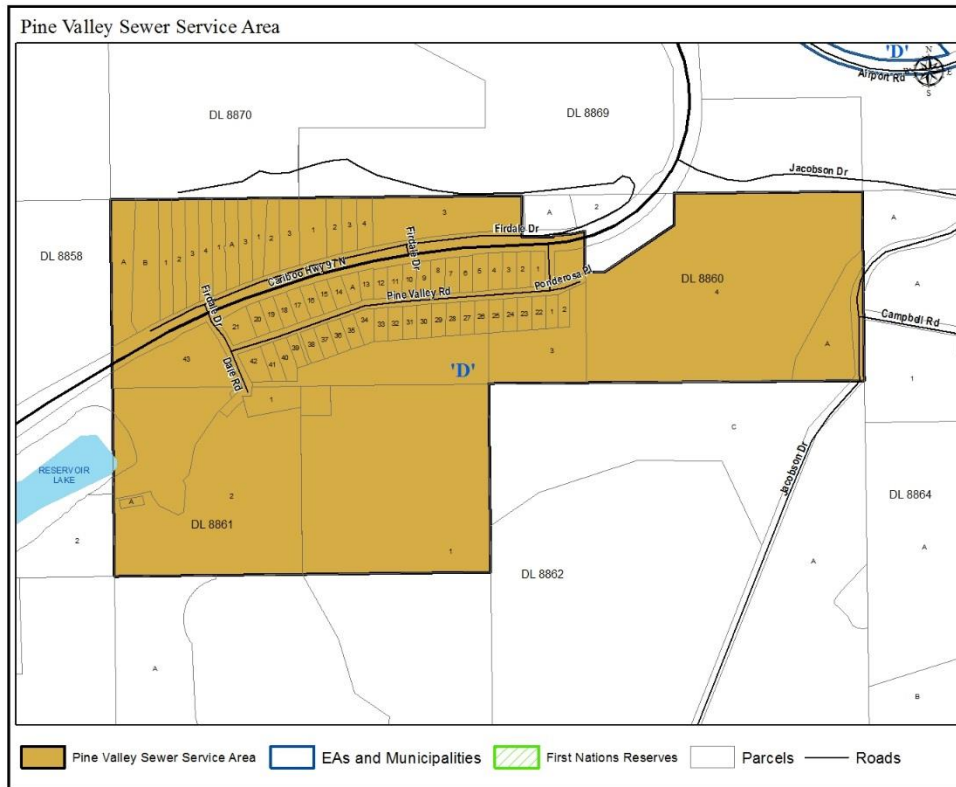 Pine Valley Sewer Service Area
'D'
N
W
E
S
Airport Rd
DL 8870
DL 8869
Jacobson Dr
A
2
A
3
Firdale Dr
DL 8858
A B 1 2 3 4 1 A 3 1 2 3 1 2 3 4
Firdale Dr
Cariboo Hwy 97 N
DL 8860
4
A
Ponderosa Pl
Firdale Dr
21 20 19 18 17 16 15 14 A 13 12 11 10 9 8 7 6 5 4 3 2 1
Pine Valley Rd
Campbell Rd
43
42 41 40 39 38 37 36 35 34 33 32 31 30 29 28 27 26 25 24 23 22 1 2
A
3
1
Dale Rd
'D'
1
C
RESERVOIR
LAKE
Jacobson Dr
2
A
DL 8861
DL 8864
2
1
DL 8862
A
A
A
B
Pine Valley Sewer Service Area
EAs and Municipalities
First Nations Reserves
Parcels
Roads